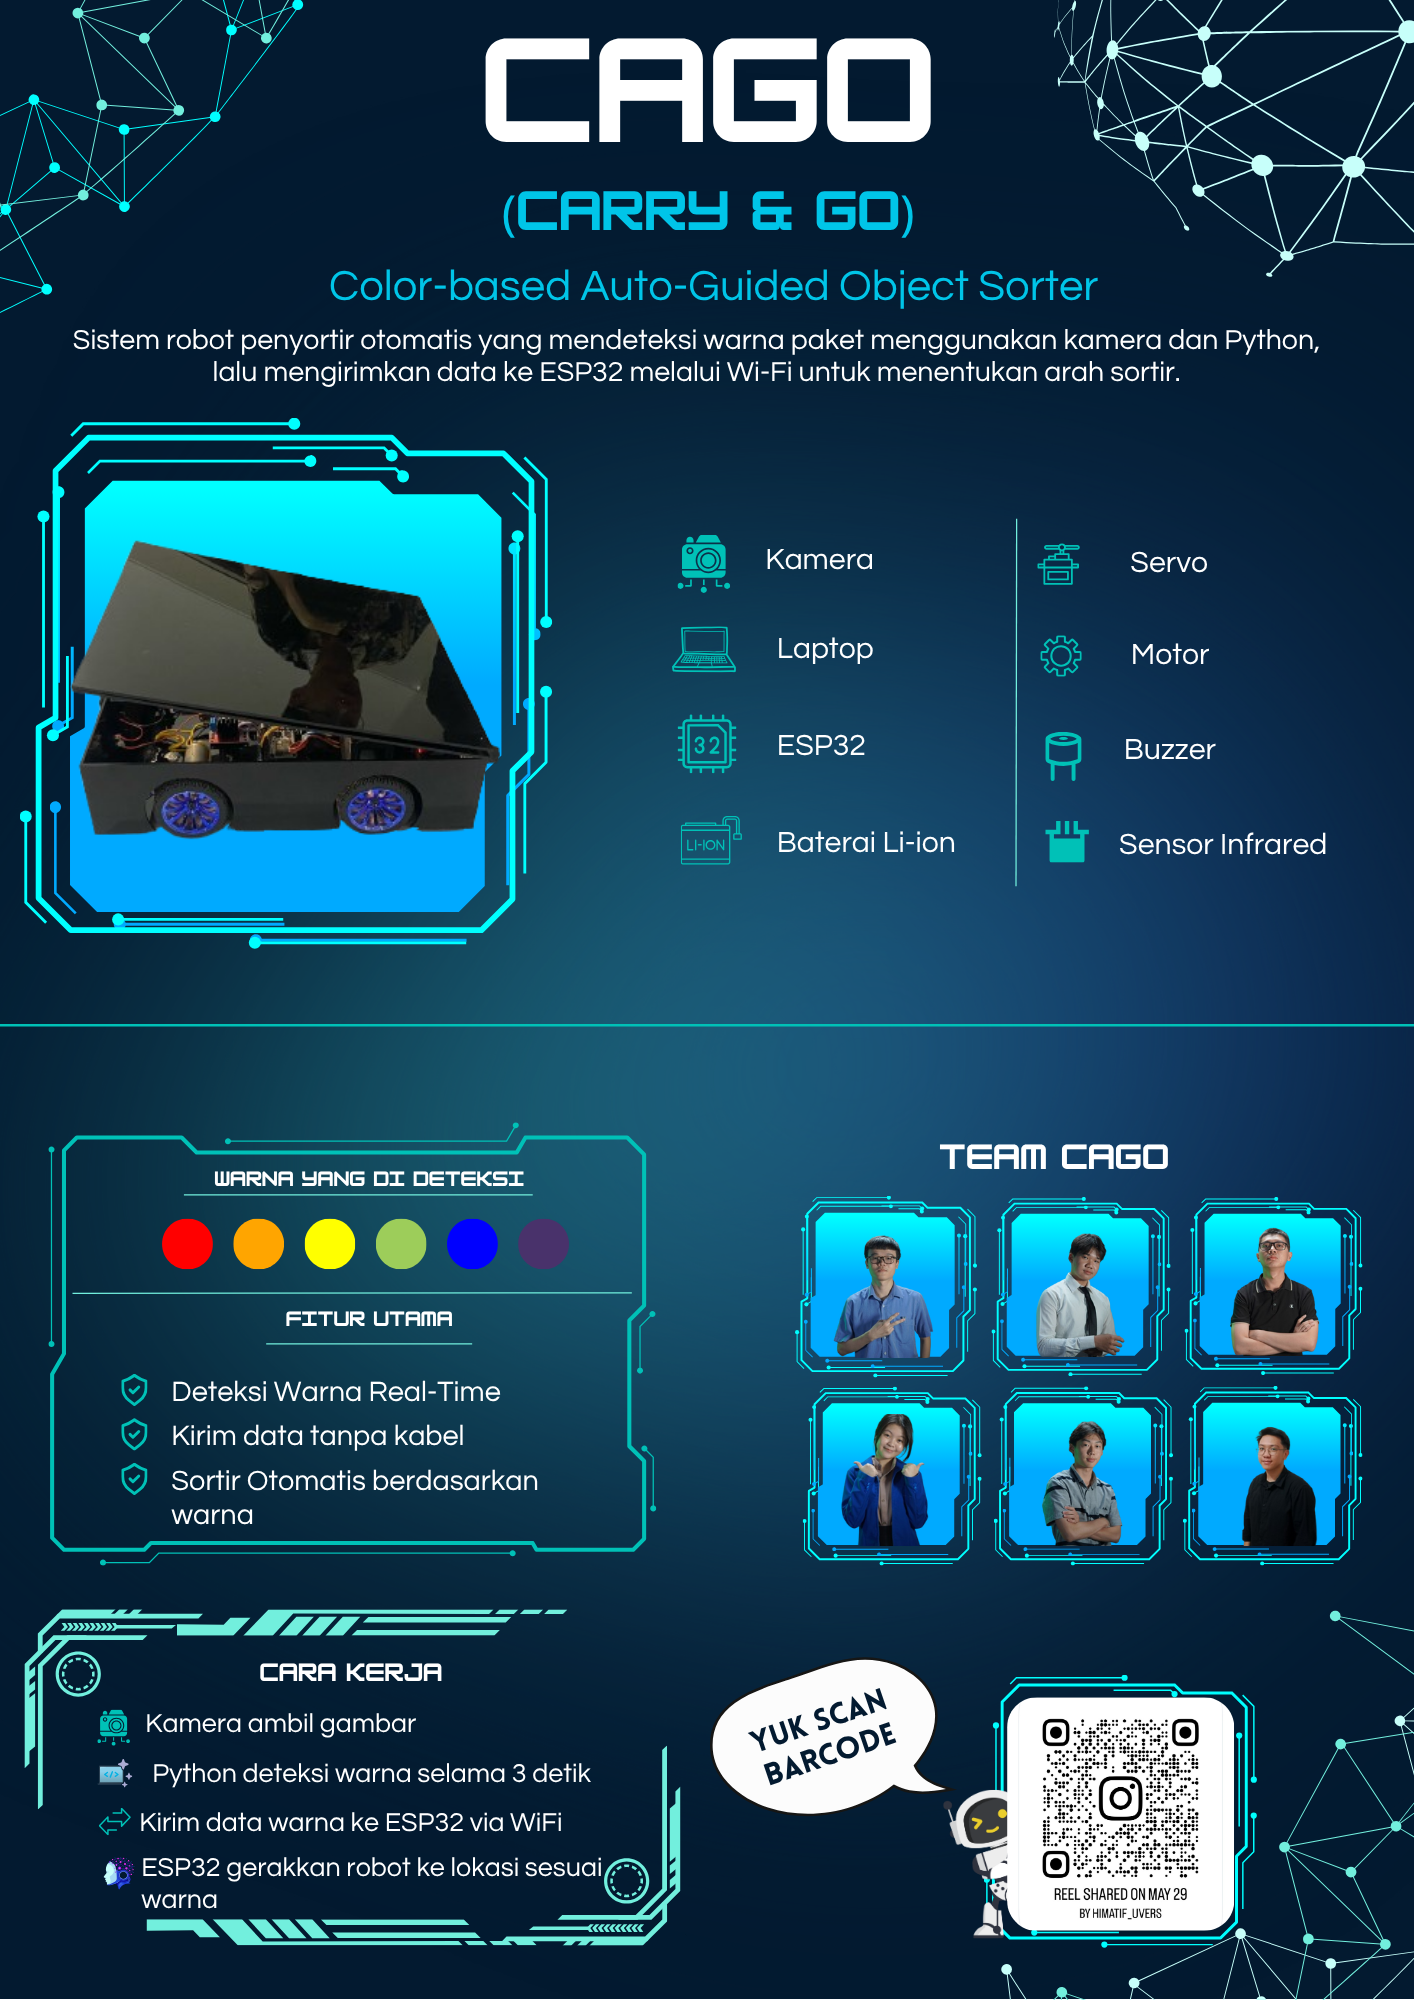 CAGO
(CARRY & GO)
Color-based Auto-Guided Object Sorter
Sistem robot penyortir otomatis yang mendeteksi warna paket menggunakan kamera dan Python,
lalu mengirimkan data ke ESP32 melalui Wi-Fi untuk menentukan arah sortir.
Kamera
Laptop
32
ESP32
LI-ION
Baterai Li-ion
Servo
Motor
Buzzer
Sensor Infrared
WARNA YANG DI DETEKSI
FITUR UTAMA
Deteksi Warna Real-Time
Kirim data tanpa kabel
Sortir Otomatis berdasarkan
warna
TEAM CAGO
CARA KERJA
Kamera ambil gambar
</>
Python deteksi warna selama 3 detik
Kirim data warna ke ESP32 via WiFi
ESP32 gerakkan robot ke lokasi sesuai
warna
YUK SCAN
BARCODE
REEL SHARED ON MAY 29
BY HIMATIF_UVERS